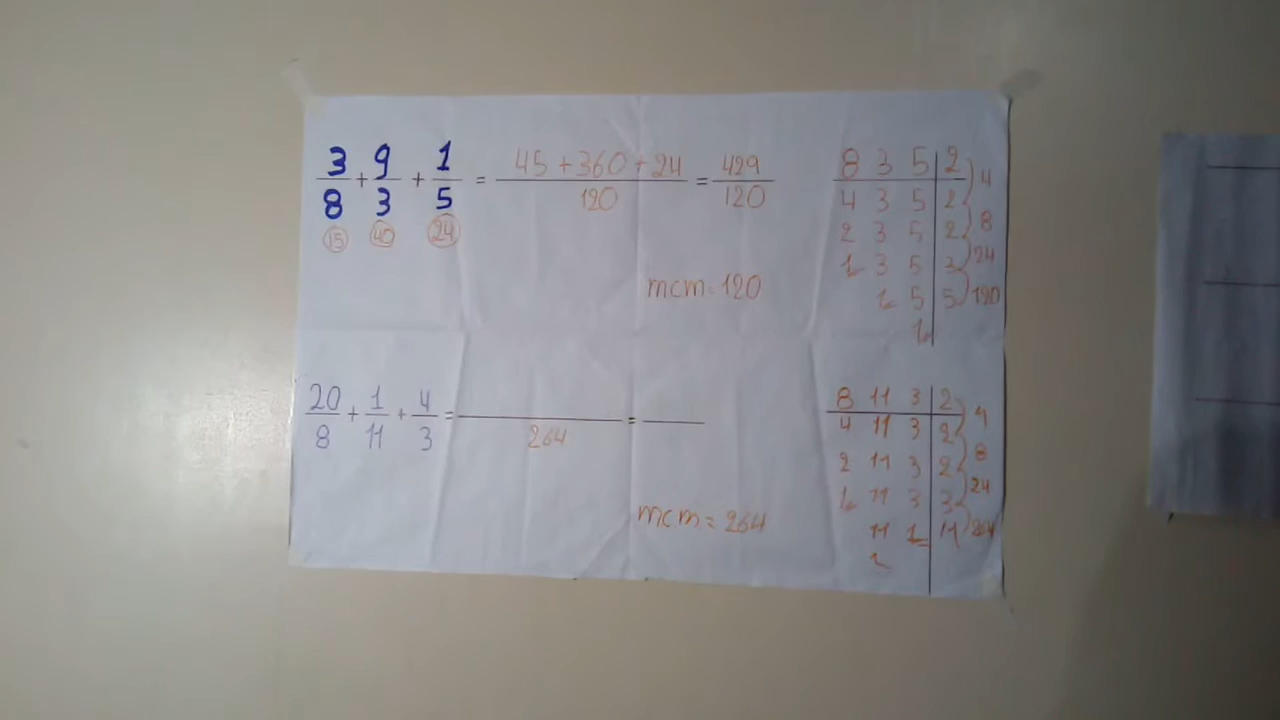 3/8 + 9/3 + 1/5 = 45 + 360 + 24 / 120 = 429/120
15 40 24
mcm = 120
8 3 5 | 2
4 3 5 | 2
2 3 5 | 2
1 3 5 | 3
1 5 | 5
1
4
8
24
120
20/8 + 1/11 + 4/3 = /264 =
mcm = 264
8 11 3 | 2
4 11 3 | 2
2 11 3 | 2
1 11 3 | 3
11 1 | 11
1
4
8
24
264